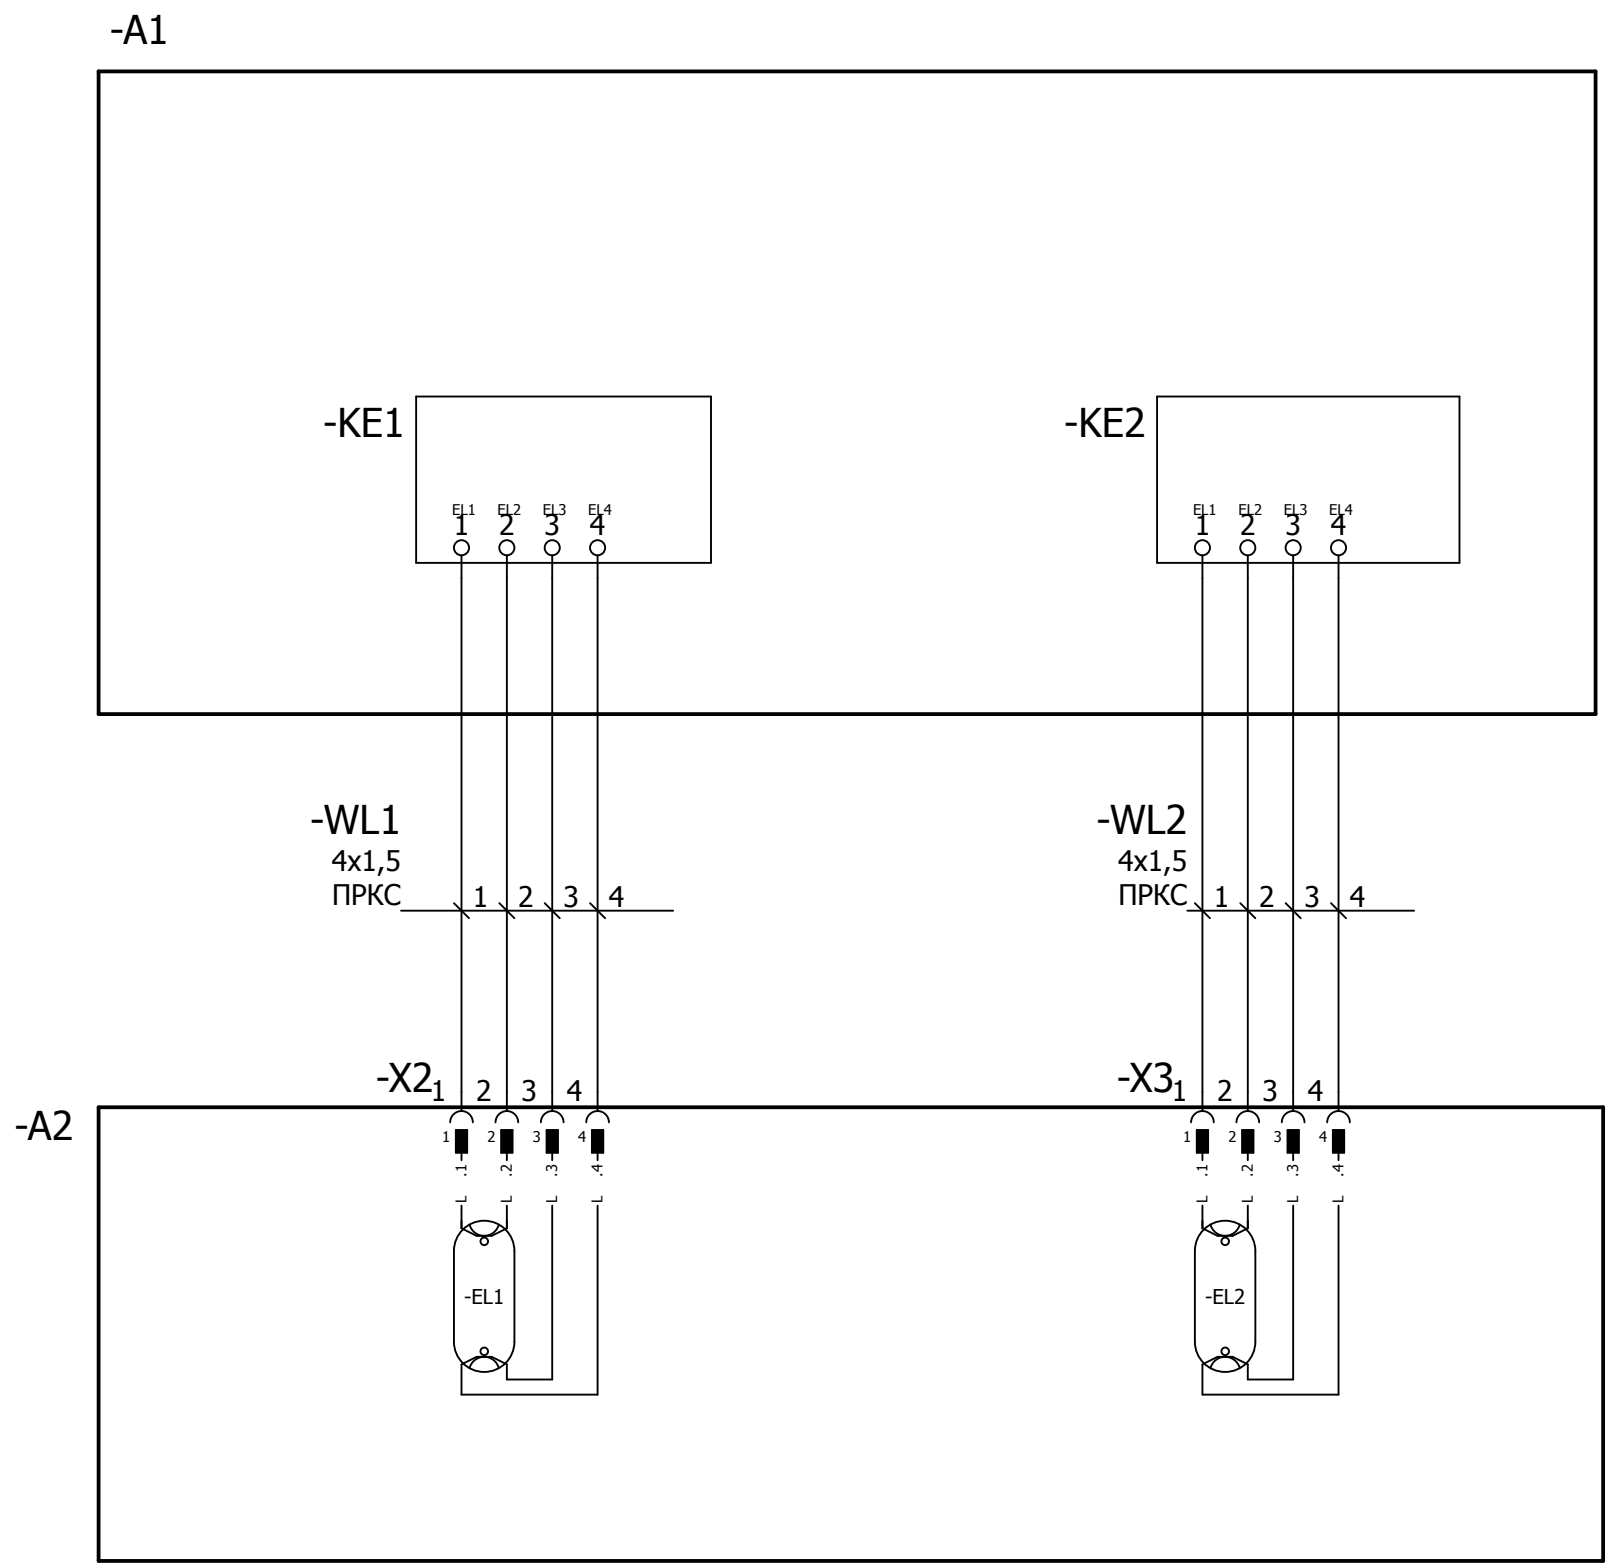 -A1
-KE1
-KE2
EL1 EL2 EL3 EL4
1 2 3 4
EL1 EL2 EL3 EL4
1 2 3 4
-WL1
4x1,5
ПРКС
1 2 3 4
-WL2
4x1,5
ПРКС
1 2 3 4
-X2
1 2 3 4
-X3
1 2 3 4
-A2
1 2 3 4
.1 .2 .3 .4
L L L L
-EL1
1 2 3 4
.1 .2 .3 .4
L L L L
-EL2